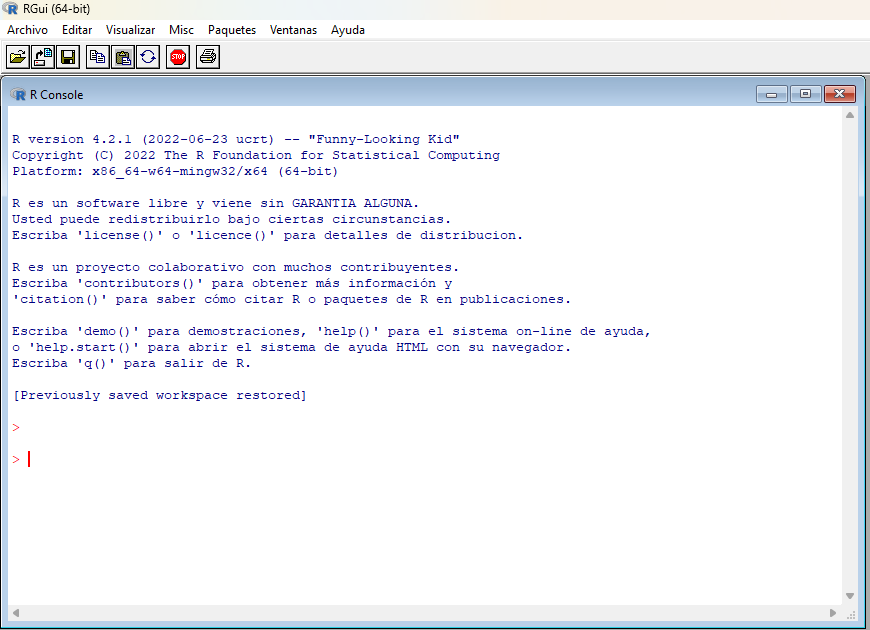 RGui (64-bit)
Archivo Editar Visualizar Misc Paquetes Ventanas Ayuda
STOP
R Console
R version 4.2.1 (2022-06-23 ucrt) -- "Funny-Looking Kid"
Copyright (C) 2022 The R Foundation for Statistical Computing
Platform: x86_64-w64-mingw32/x64 (64-bit)
R es un software libre y viene sin GARANTIA ALGUNA.
Usted puede redistribuirlo bajo ciertas circunstancias.
Escriba 'license()' o 'licence()' para detalles de distribucion.
R es un proyecto colaborativo con muchos contribuyentes.
Escriba 'contributors()' para obtener más información y
'citation()' para saber cómo citar R o paquetes de R en publicaciones.
Escriba 'demo()' para demostraciones, 'help()' para el sistema on-line de ayuda,
o 'help.start()' para abrir el sistema de ayuda HTML con su navegador.
Escriba 'q()' para salir de R.
[Previously saved workspace restored]
>
>